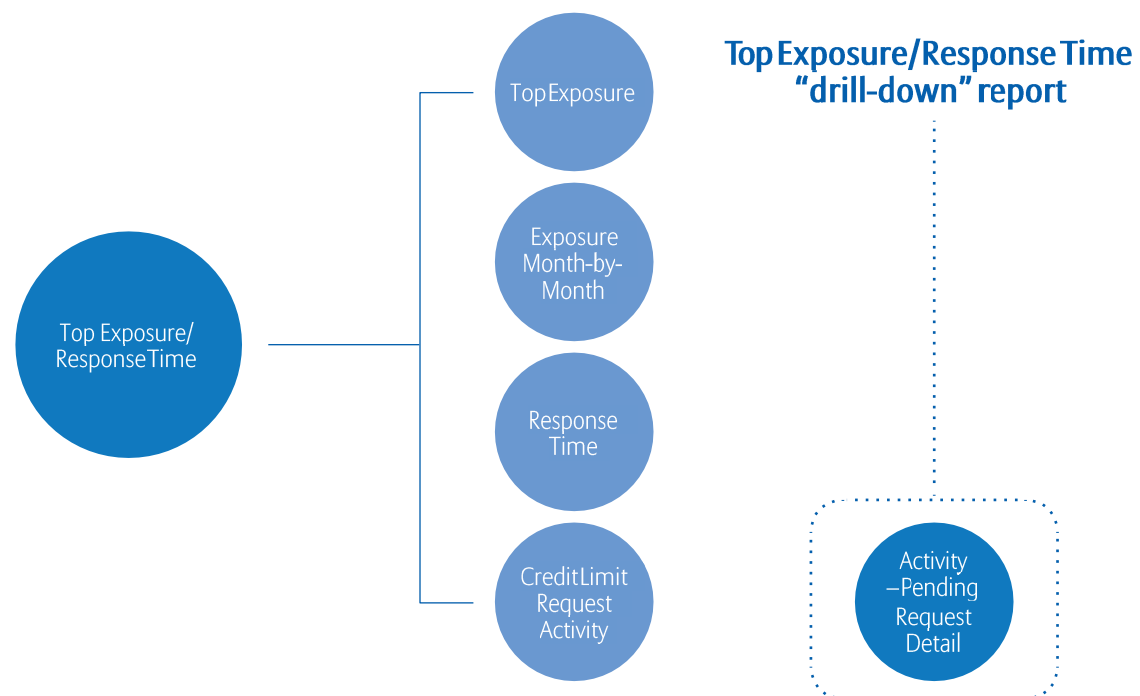 Top Exposure/Response Time
“drill-down” report
Top Exposure
Exposure
Month-by-
Month
Top Exposure/
Response Time
Response
Time
Credit Limit
Request
Activity
Activity
–Pending
Request
Detail